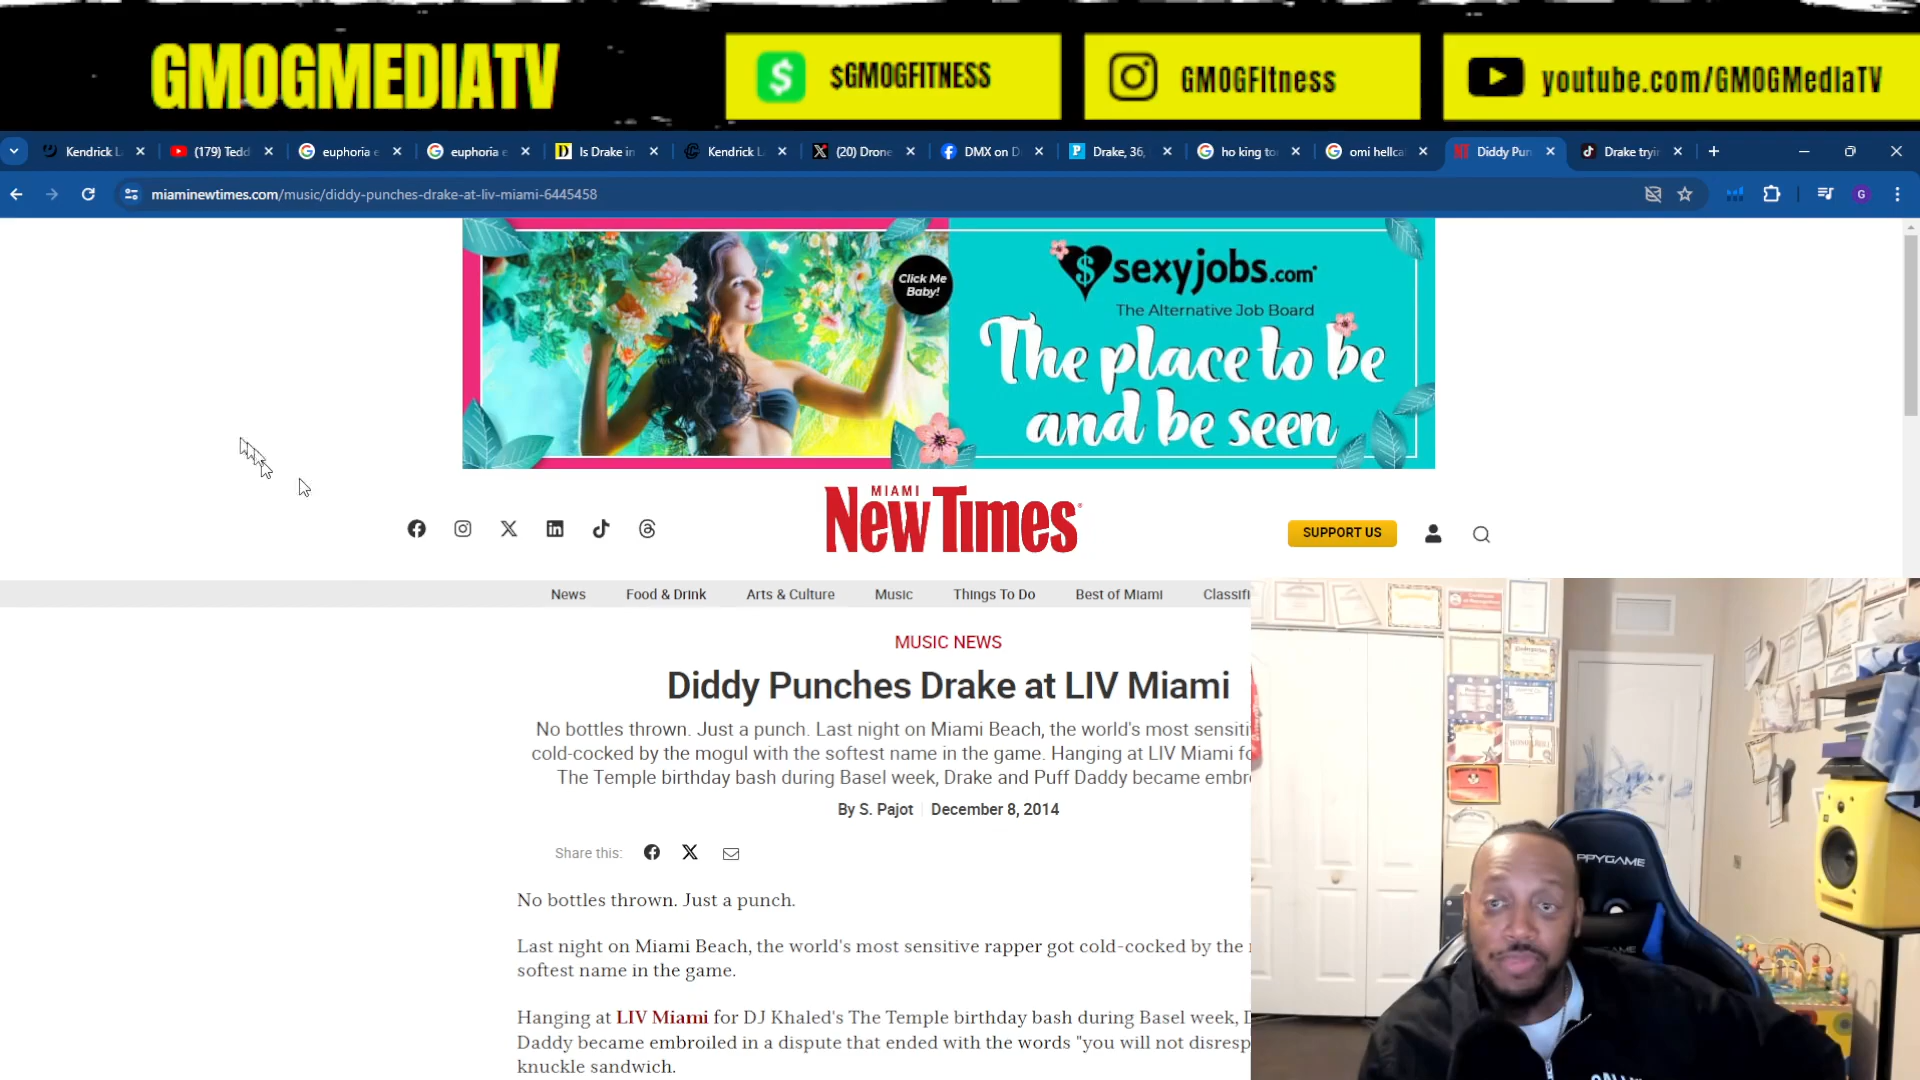 GMOGMEDIATV
$GMOGFITNESS
GMOGFitness
youtube.com/GMOGMediaTV
Kendrick L
(179) Tedd
euphoria e
euphoria e
Is Drake in
Kendrick L
(20) Drone
DMX on D
Drake, 36,
ho king to
omi hellca
Diddy Pun
Drake tryi
miaminewtimes.com/music/diddy-punches-drake-at-liv-miami-6445458
G
Click Me
Baby!
sexyjobs.com
The Alternative Job Board
The place to be
and be seen
MIAMI
New Times
SUPPORT US
News Food & Drink Arts & Culture Music Things To Do Best of Miami Classifi
MUSIC NEWS
Diddy Punches Drake at LIV Miami
No bottles thrown. Just a punch. Last night on Miami Beach, the world's most sensiti
cold-cocked by the mogul with the softest name in the game. Hanging at LIV Miami fo
The Temple birthday bash during Basel week, Drake and Puff Daddy became embr
By S. Pajot December 8, 2014
Share this:
No bottles thrown. Just a punch.
Last night on Miami Beach, the world's most sensitive rapper got cold-cocked by the
softest name in the game.
Hanging at LIV Miami for DJ Khaled's The Temple birthday bash during Basel week, D
Daddy became embroiled in a dispute that ended with the words "you will not disresp
knuckle sandwich.
PPYGAME